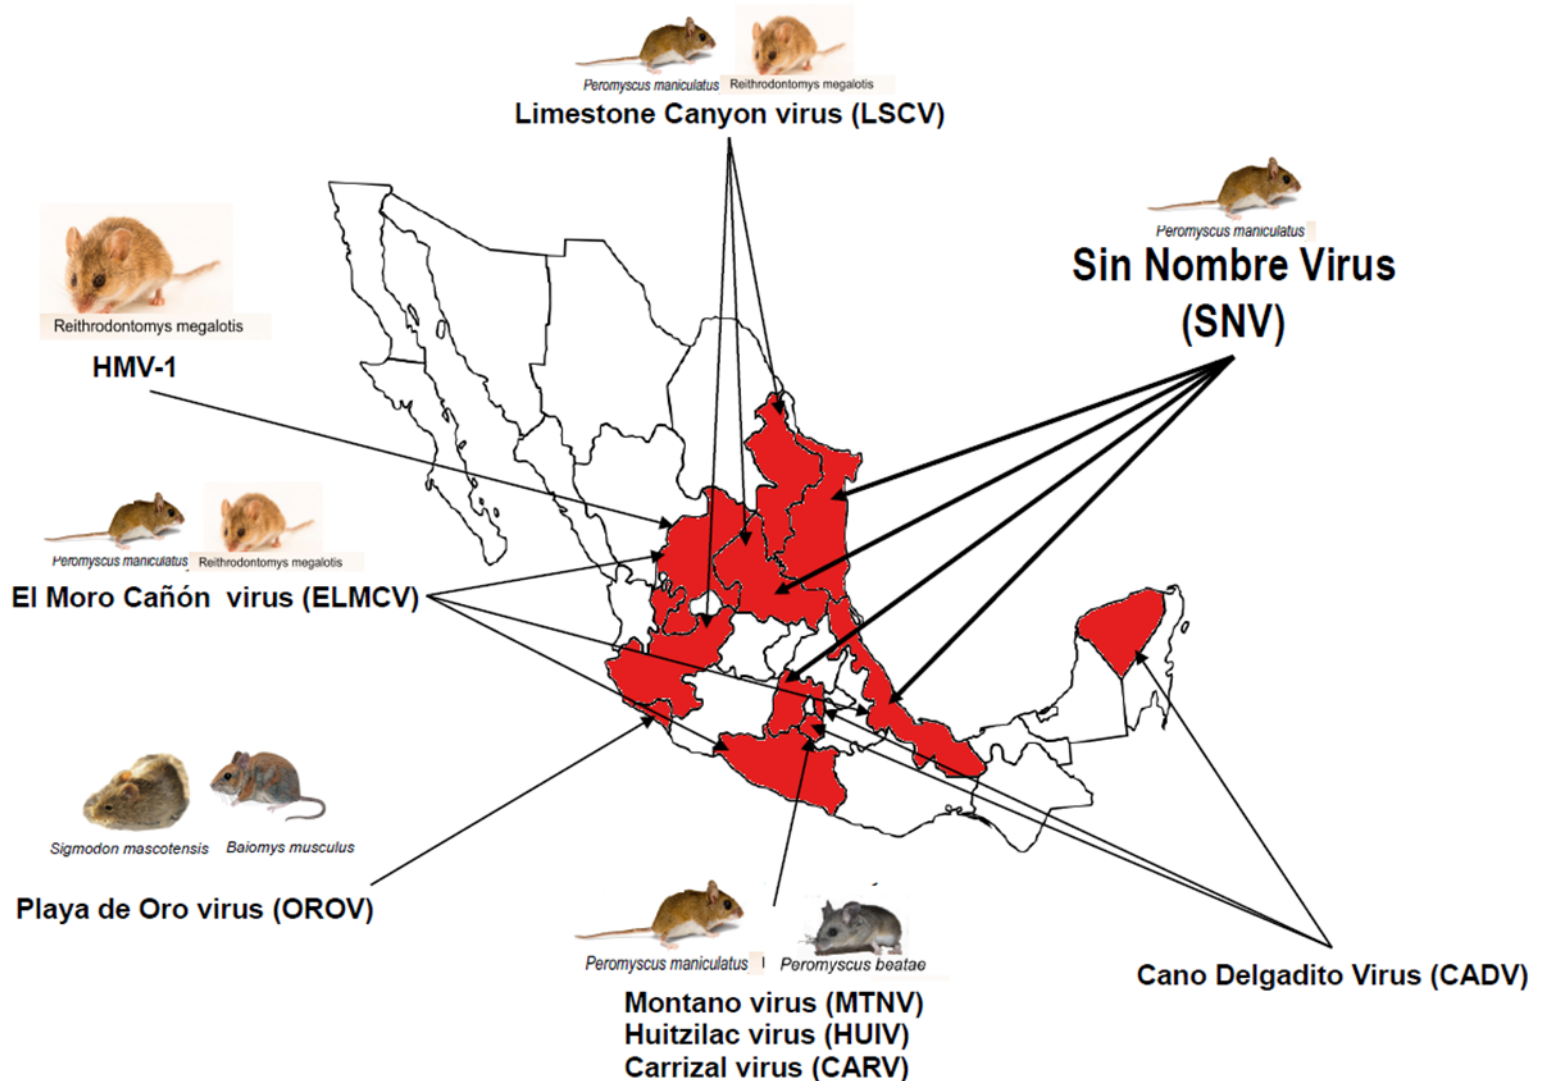 Peromyscus maniculatus Reithrodontomys megalotis
Limestone Canyon virus (LSCV)
Peromyscus maniculatus
Sin Nombre Virus
(SNV)
Reithrodontomys megalotis
HMV-1
Peromyscus maniculatus Reithrodontomys megalotis
El Moro Cañón virus (ELMCV)
Sigmodon mascotensis Baiomys musculus
Playa de Oro virus (OROV)
Peromyscus maniculatus Peromyscus beatae
Montano virus (MTNV)
Huitzilac virus (HUIV)
Carrizal virus (CARV)
Cano Delgadito Virus (CADV)